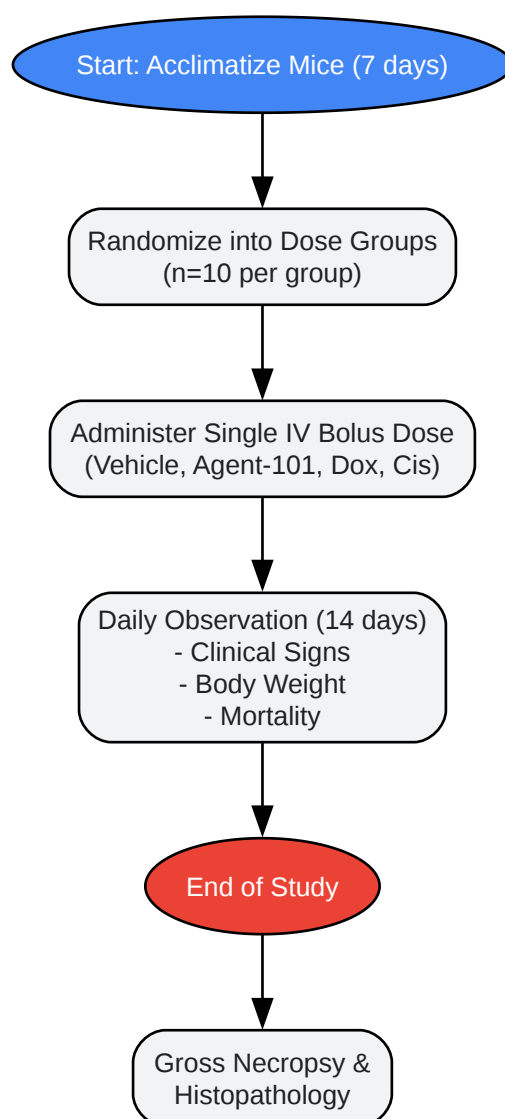 Start: Acclimatize Mice (7 days)
Randomize into Dose Groups
(n=10 per group)
Administer Single IV Bolus Dose
(Vehicle, Agent-101, Dox, Cis)
Daily Observation (14 days)
- Clinical Signs
- Body Weight
- Mortality
End of Study
Gross Necropsy &
Histopathology